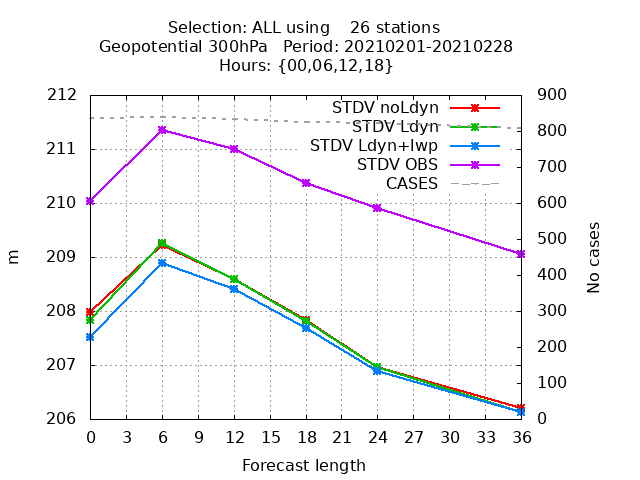 Selection: ALL using    26 stations
Geopotential 300hPa   Period: 20210201-20210228
Hours: {00,06,12,18}
212
211
210
209
208
207
206
m
STDV noLdyn
STDV Ldyn
STDV Ldyn+lwp
STDV OBS
CASES
900
800
700
600
500
400
300
200
100
0
No cases
0 3 6 9 12 15 18 21 24 27 30 33 36
Forecast length